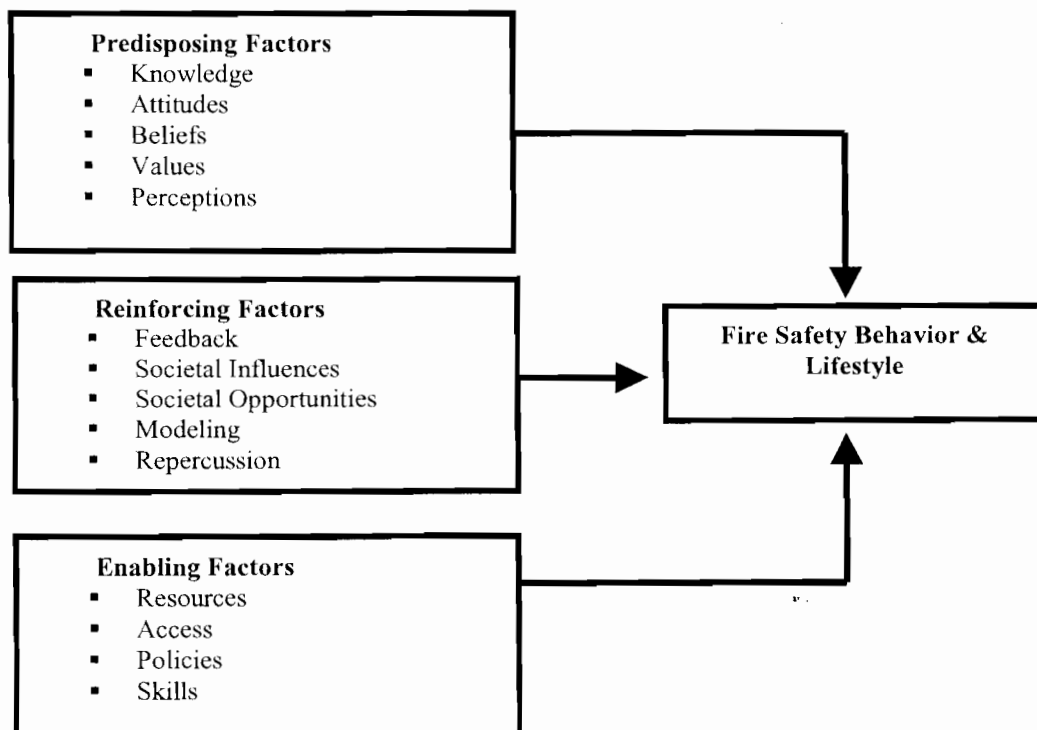 Predisposing Factors
▪ Knowledge
▪ Attitudes
▪ Beliefs
▪ Values
▪ Perceptions
Reinforcing Factors
▪ Feedback
▪ Societal Influences
▪ Societal Opportunities
▪ Modeling
▪ Repercussion
Enabling Factors
▪ Resources
▪ Access
▪ Policies
▪ Skills
Fire Safety Behavior &
Lifestyle